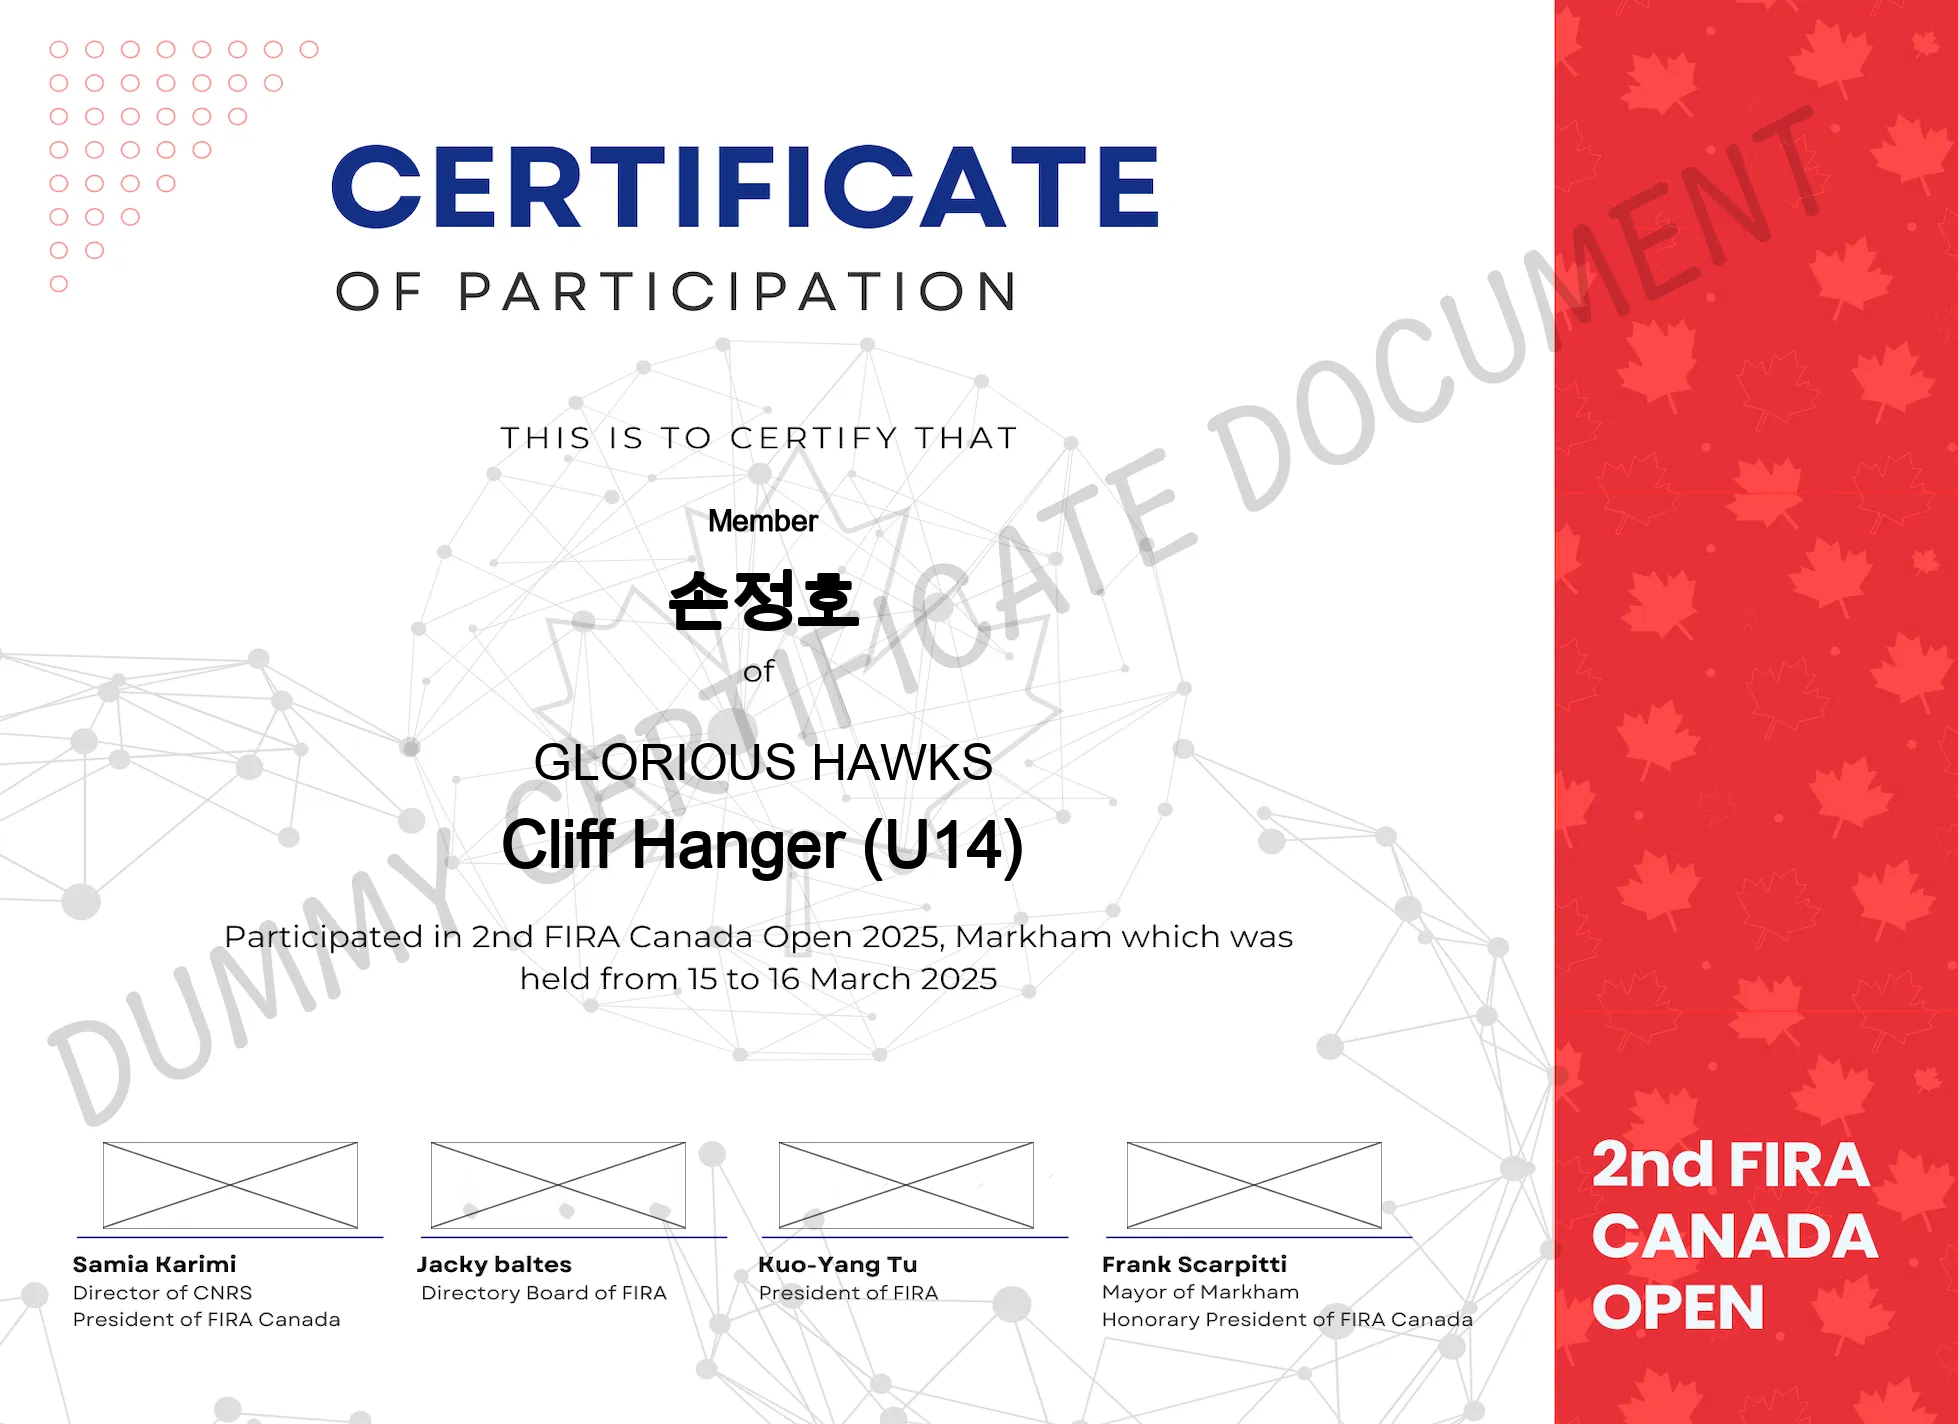 CERTIFICATE
OF PARTICIPATION
THIS IS TO CERTIFY THAT
Member
손정호
of
GLORIOUS HAWKS
Cliff Hanger (U14)
Participated in 2nd FIRA Canada Open 2025, Markham which was
held from 15 to 16 March 2025
DUMMY CERTIFICATE DOCUMENT
Samia Karimi
Director of CNRS
President of FIRA Canada
Jacky baltes
Directory Board of FIRA
Kuo-Yang Tu
President of FIRA
Frank Scarpitti
Mayor of Markham
Honorary President of FIRA Canada
2nd FIRA
CANADA
OPEN